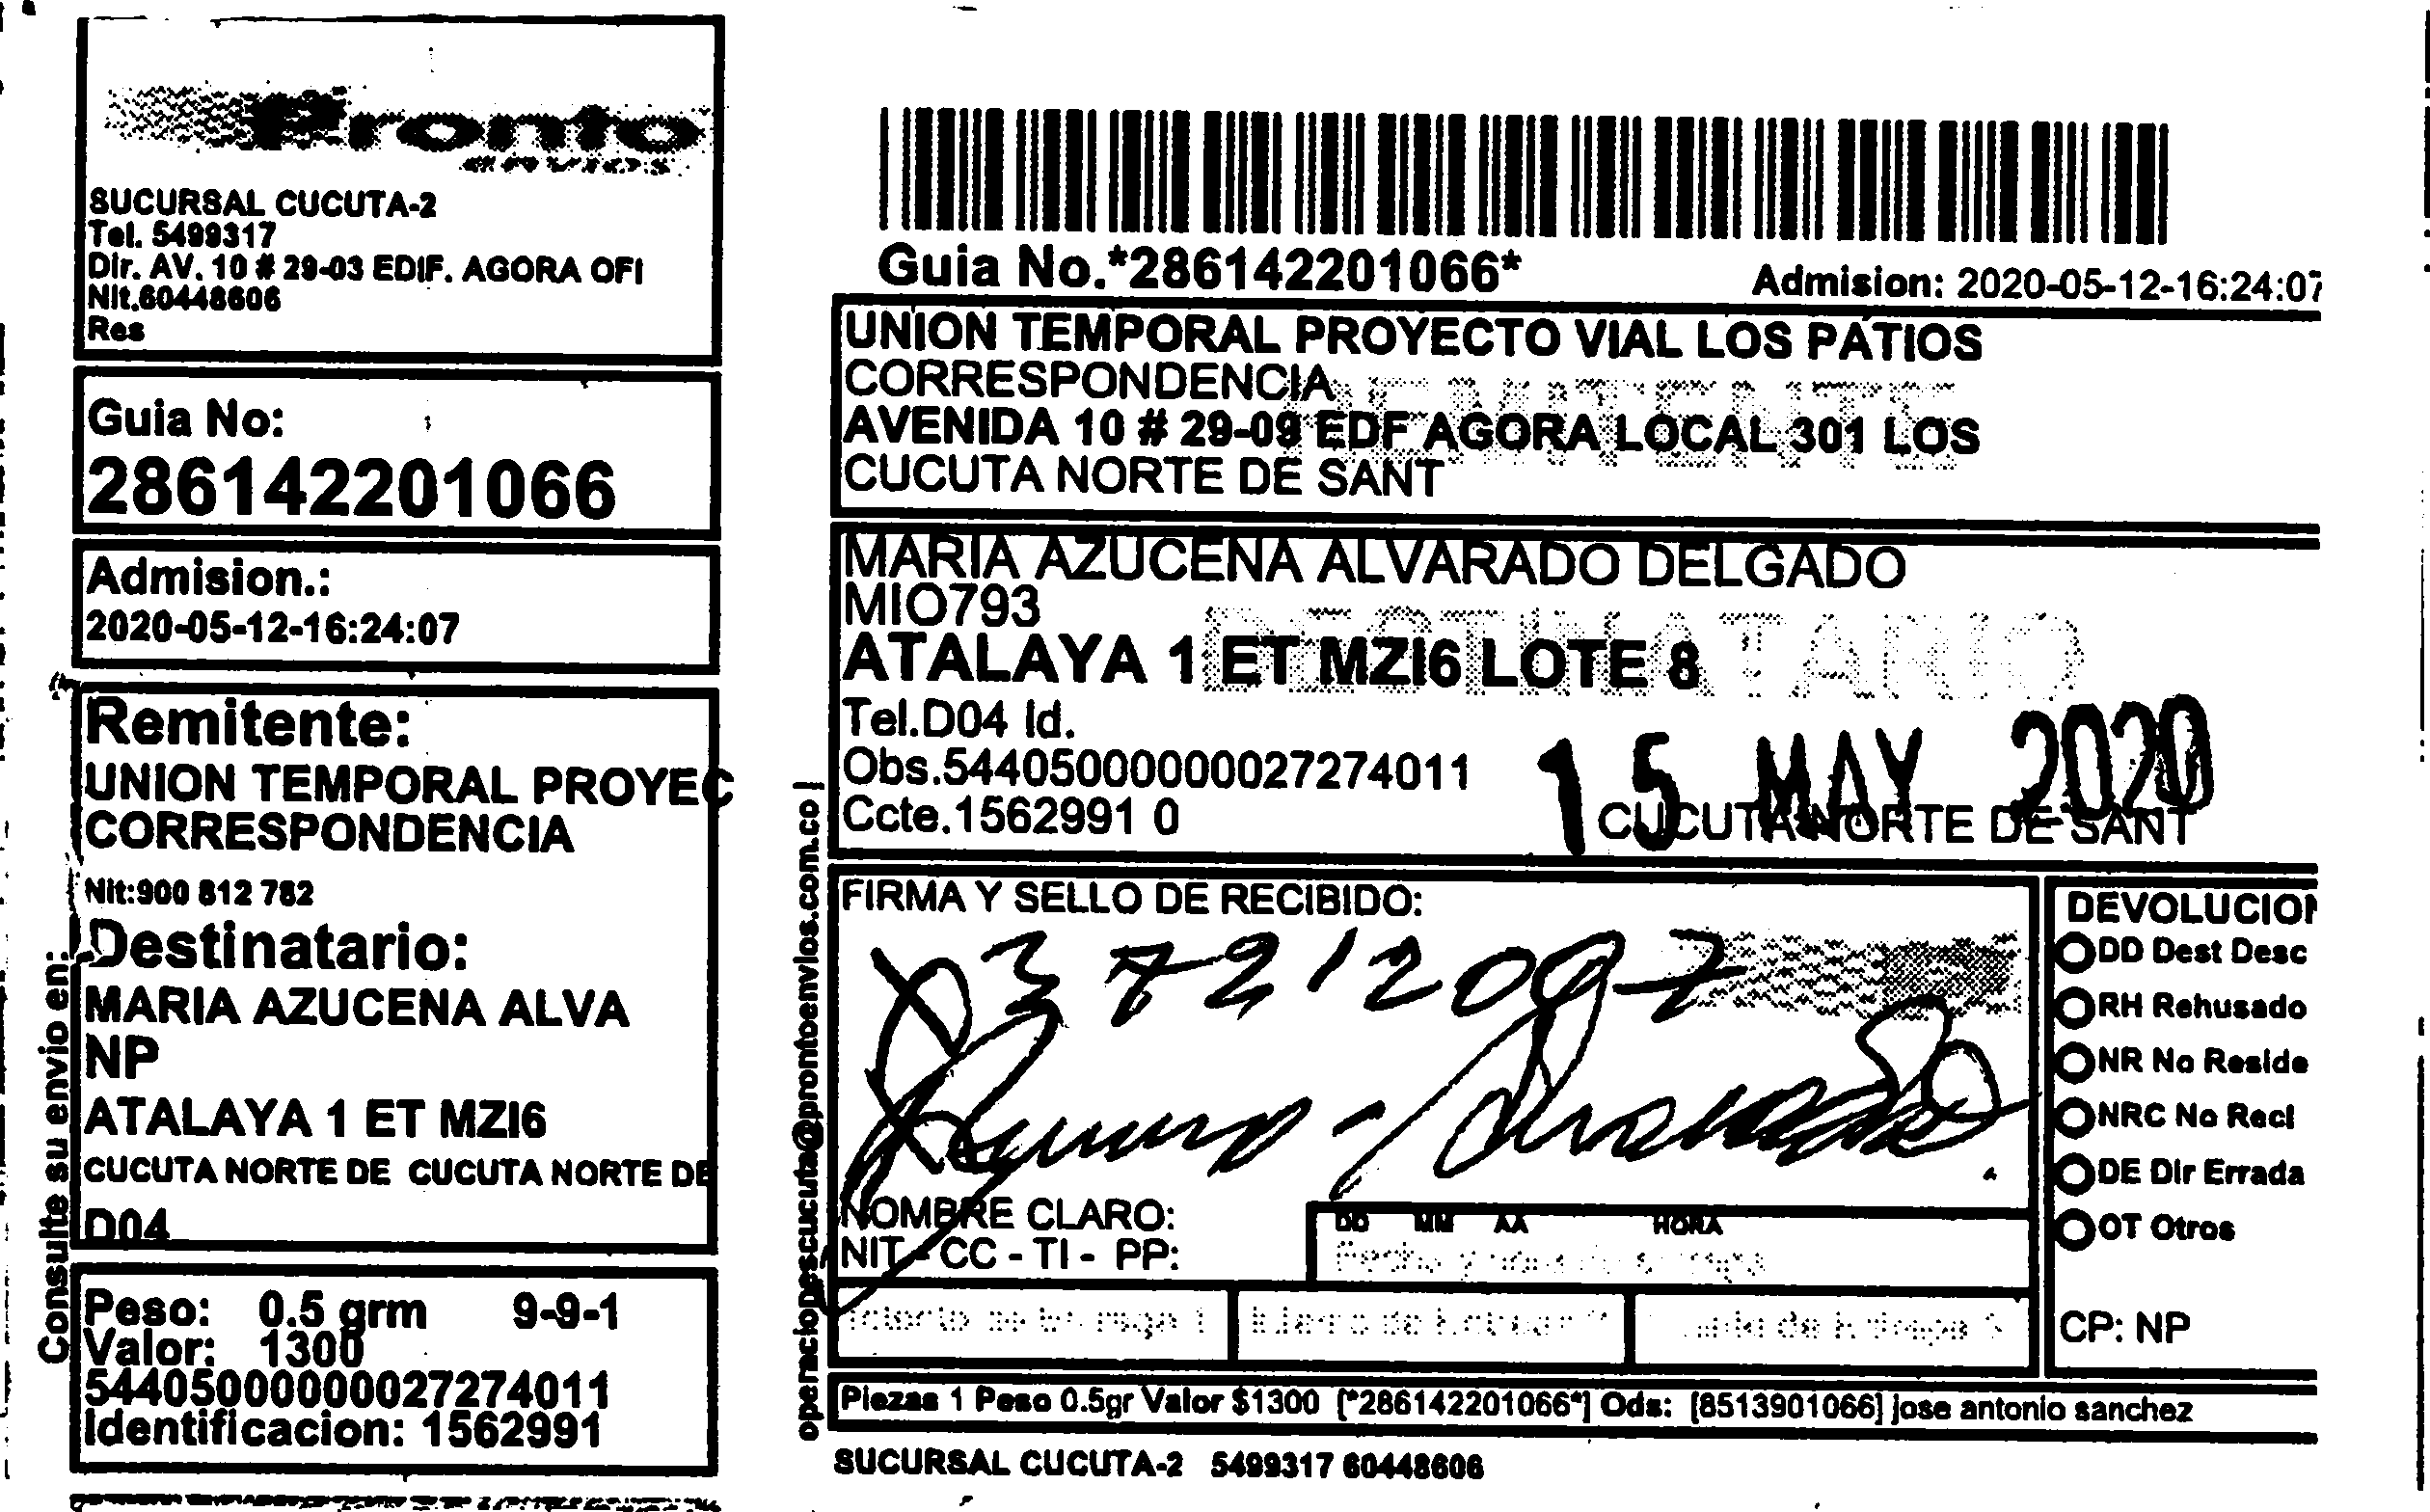 Pronto
envios
SUCURSAL CUCUTA-2
Tel. 5499317
Dir. AV. 10 # 29-03 EDIF. AGORA OFI
Nit.60448606
Res
Guia No:
286142201066
Admision.:
2020-05-12-16:24:07
Remitente:
UNION TEMPORAL PROYEC
CORRESPONDENCIA
Nit:900 812 782
Destinatario:
MARIA AZUCENA ALVA
NP
ATALAYA 1 ET MZI6
CUCUTA NORTE DE CUCUTA NORTE DE
D04
Peso: 0.5 grm 9-9-1
Valor: 1300
54405000000027274011
Identificacion: 1562991
Consulte su envio en:
operaciopescucuta@prontoenvios.com.co |
Guia No.*286142201066*
Admision: 2020-05-12-16:24:07
UNION TEMPORAL PROYECTO VIAL LOS PATIOS
CORRESPONDENCIA
REMITENTE
AVENIDA 10 # 29-09 EDF AGORA LOCAL 301 LOS
CUCUTA NORTE DE SANT
MARIA AZUCENA ALVARADO DELGADO
MIO793
DESTINATARIO
ATALAYA 1 ET MZI6 LOTE 8
Tel.D04 Id.
Obs.54405000000027274011
15 MAY 2020
Ccte.1562991 0
CUCUTA NORTE DE SANT
FIRMA Y SELLO DE RECIBIDO:
NOMBRE CLARO:
NIT - CC - TI - PP:
DD MM AA HORA
DEVOLUCION
DD Dest Desc
RH Rehusado
NR No Reside
NRC No Recl
DE Dir Errada
OT Otros
CP: NP
Piezas 1 Peso 0.5gr Valor $1300 [*286142201066*] Ods: [8513901066] jose antonio sanchez
SUCURSAL CUCUTA-2 5499317 60448606